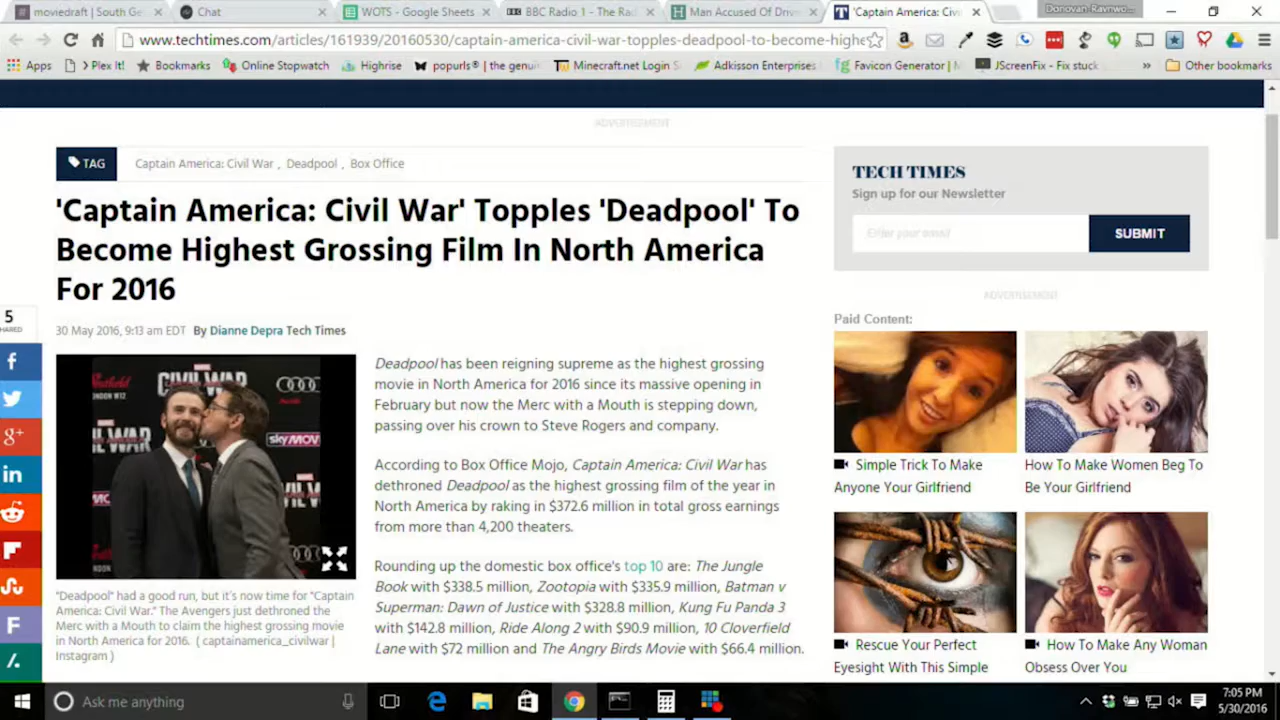 moviedraft | South Ge
Chat
WOTS - Google Sheets
BBC Radio 1 - The Rad
Man Accused Of Drivi
'Captain America: Civi
www.techtimes.com/articles/161939/20160530/captain-america-civil-war-topples-deadpool-to-become-highe
Apps
> Plex It!
Bookmarks
Online Stopwatch
Highrise
popurls® | the genui
Minecraft.net Login S
Adkisson Enterprises
Favicon Generator | M
JScreenFix - Fix stuck
Other bookmarks
ADVERTISEMENT
TAG
Captain America: Civil War , Deadpool , Box Office
'Captain America: Civil War' Topples 'Deadpool' To
Become Highest Grossing Film In North America
For 2016
30 May 2016, 9:13 am EDT By Dianne Depra Tech Times
5
HARED
MARVEL
CIVIL WAR
LONDON W12
sky MOV
Deadpool has been reigning supreme as the highest grossing
movie in North America for 2016 since its massive opening in
February but now the Merc with a Mouth is stepping down,
passing over his crown to Steve Rogers and company.
According to Box Office Mojo, Captain America: Civil War has
dethroned Deadpool as the highest grossing film of the year in
North America by raking in $372.6 million in total gross earnings
from more than 4,200 theaters.
Rounding up the domestic box office's top 10 are: The Jungle
Book with $338.5 million, Zootopia with $335.9 million, Batman v
Superman: Dawn of Justice with $328.8 million, Kung Fu Panda 3
with $142.8 million, Ride Along 2 with $90.9 million, 10 Cloverfield
Lane with $72 million and The Angry Birds Movie with $66.4 million.
"Deadpool" had a good run, but it's now time for "Captain
America: Civil War." The Avengers just dethroned the
Merc with a Mouth to claim the highest grossing movie
in North America for 2016. ( captainamerica_civilwar |
Instagram )
TECH TIMES
Sign up for our Newsletter
Enter your email
SUBMIT
ADVERTISEMENT
Paid Content:
Simple Trick To Make
Anyone Your Girlfriend
How To Make Women Beg To
Be Your Girlfriend
Rescue Your Perfect
Eyesight With This Simple
How To Make Any Woman
Obsess Over You
Ask me anything
7:05 PM
5/30/2016